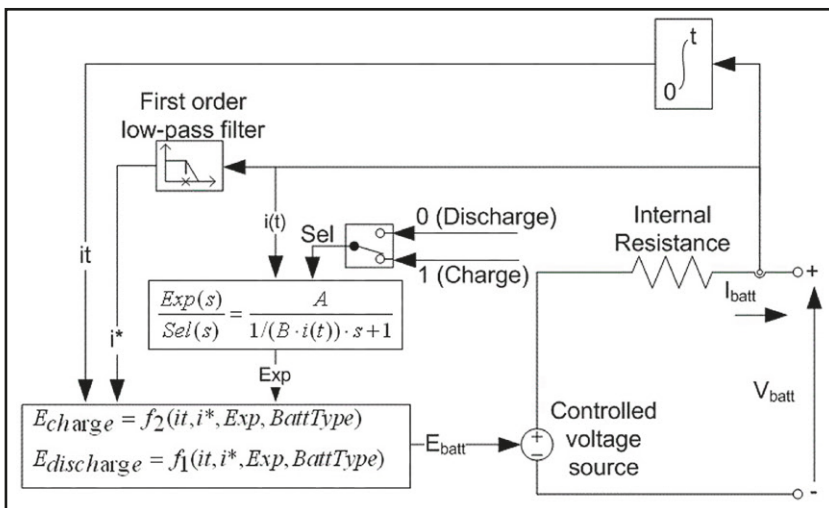 t
0
First order
low-pass filter
i(t)
Sel
0 (Discharge)
1 (Charge)
it
i*
Internal
Resistance
+
I_batt
Exp(s)/Sel(s) = A/(1/(B·i(t))·s+1)
Exp
E_charge = f_2(it,i*,Exp,BattType)
E_discharge = f_1(it,i*,Exp,BattType)
E_batt
+
−
Controlled
voltage
source
V_batt
-